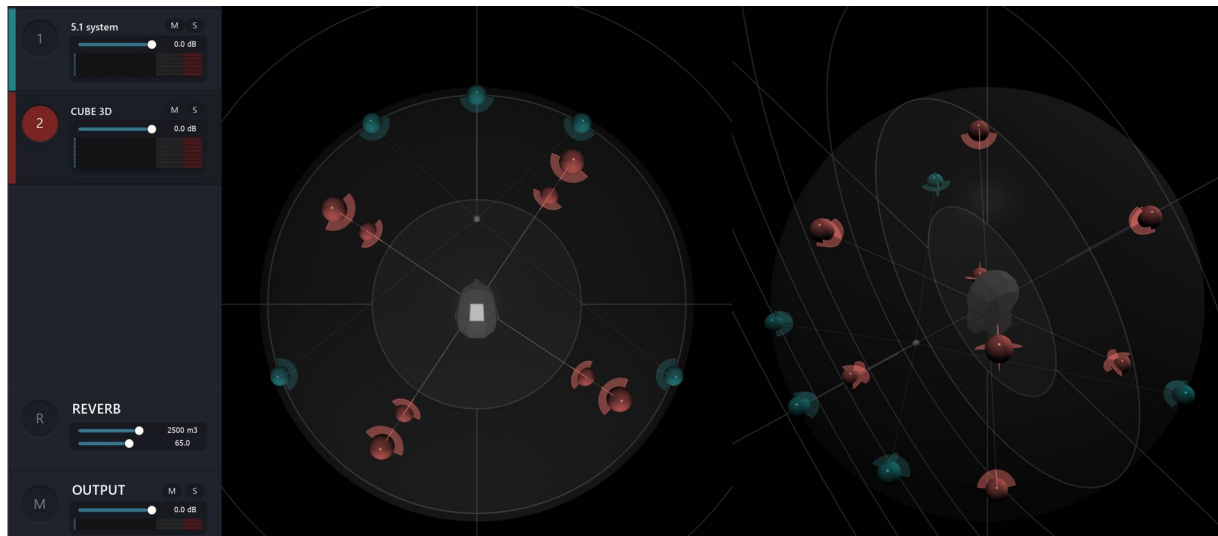 1
5.1 system
M S
0.0 dB
2
CUBE 3D
M S
0.0 dB
R
REVERB
2500 m3
65.0
M
OUTPUT
M S
0.0 dB